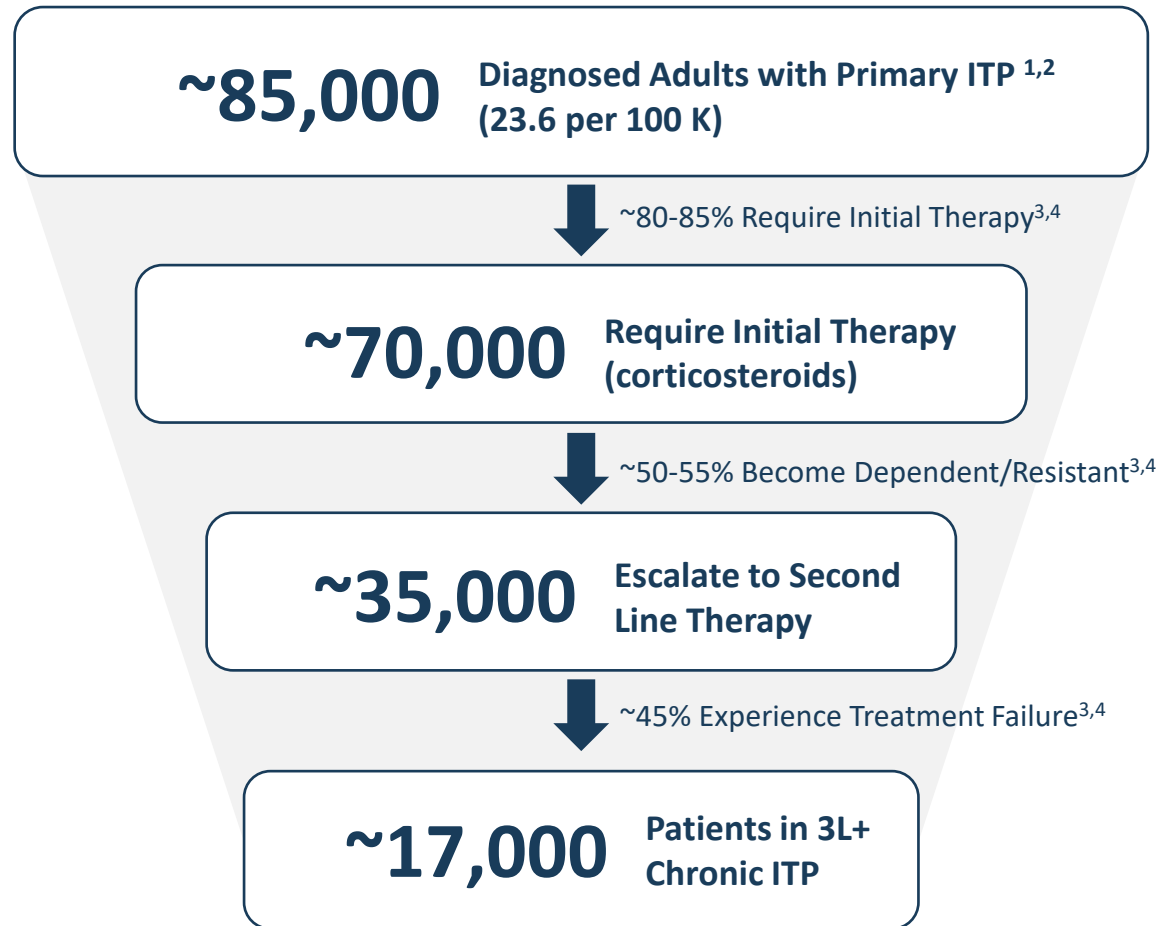 ~85,000
Diagnosed Adults with Primary ITP 1,2
(23.6 per 100 K)
~80-85% Require Initial Therapy3,4
~70,000
Require Initial Therapy
(corticosteroids)
~50-55% Become Dependent/Resistant3,4
~35,000
Escalate to Second
Line Therapy
~45% Experience Treatment Failure3,4
~17,000
Patients in 3L+
Chronic ITP